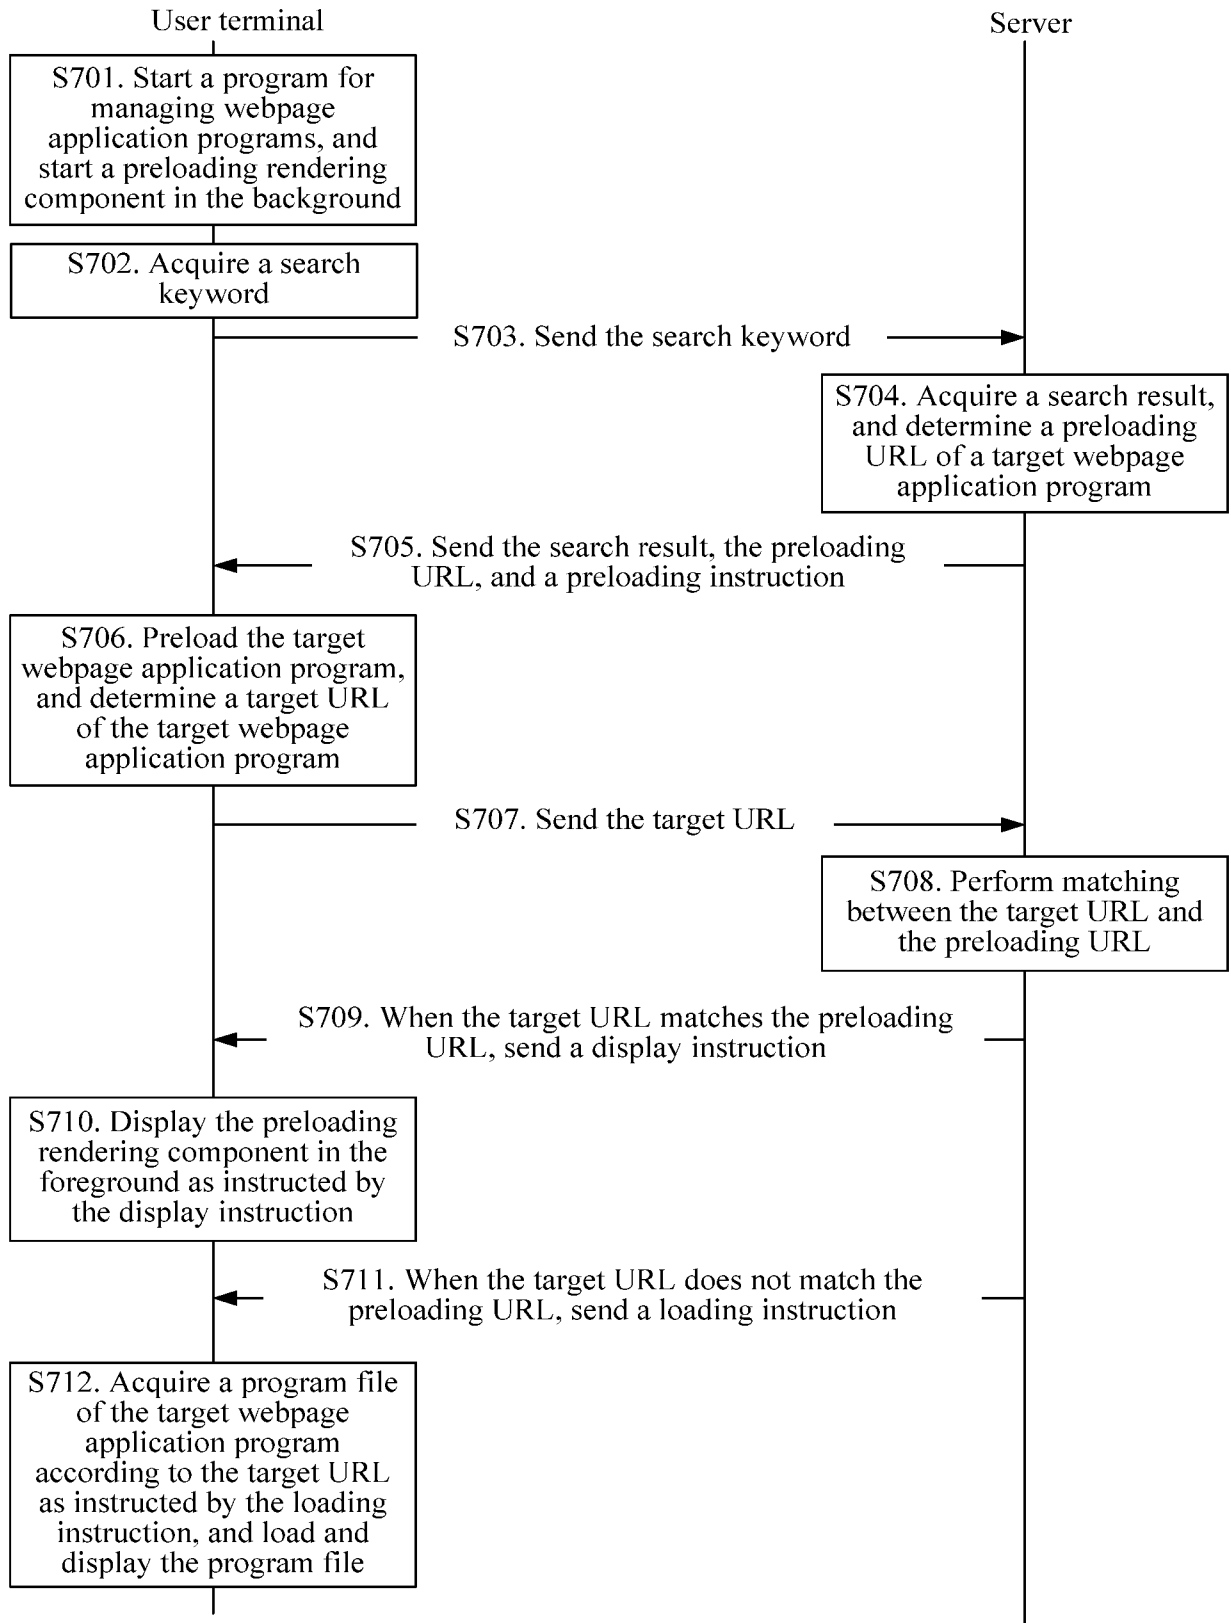 User terminal
Server
S701. Start a program for
managing webpage
application programs, and
start a preloading rendering
component in the background
S702. Acquire a search
keyword
S703. Send the search keyword
S704. Acquire a search result,
and determine a preloading
URL of a target webpage
application program
S705. Send the search result, the preloading
URL, and a preloading instruction
S706. Preload the target
webpage application program,
and determine a target URL
of the target webpage
application program
S707. Send the target URL
S708. Perform matching
between the target URL and
the preloading URL
S709. When the target URL matches the preloading
URL, send a display instruction
S710. Display the preloading
rendering component in the
foreground as instructed by
the display instruction
S711. When the target URL does not match the
preloading URL, send a loading instruction
S712. Acquire a program file
of the target webpage
application program
according to the target URL
as instructed by the loading
instruction, and load and
display the program file